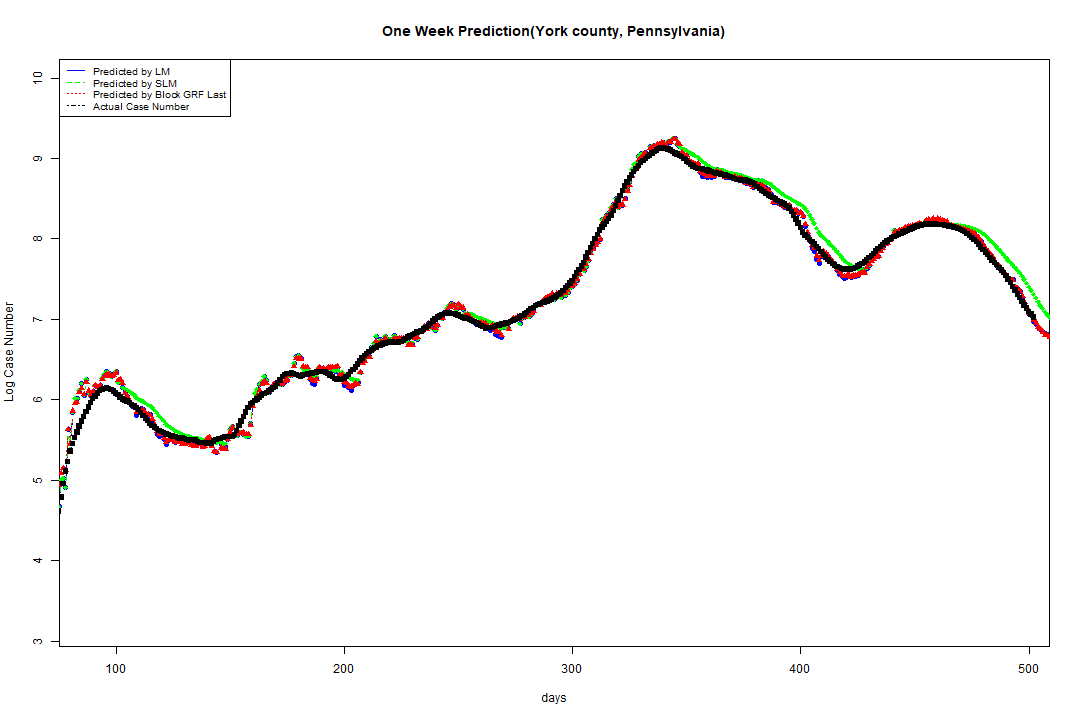 One Week Prediction(York county, Pennsylvania)
Predicted by LM
Predicted by SLM
Predicted by Block GRF Last
Actual Case Number
10
9
8
7
6
5
4
3
Log Case Number
100 200 300 400 500
days